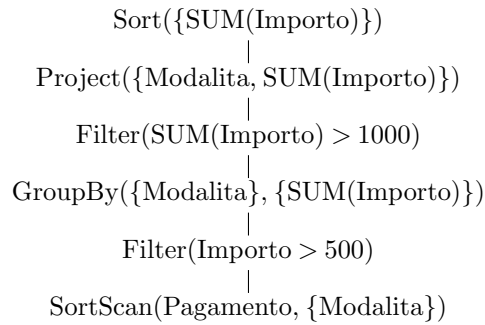 Sort({SUM(Importo)})
Project({Modalita, SUM(Importo)})
Filter(SUM(Importo) > 1000)
GroupBy({Modalita}, {SUM(Importo)})
Filter(Importo > 500)
SortScan(Pagamento, {Modalita})